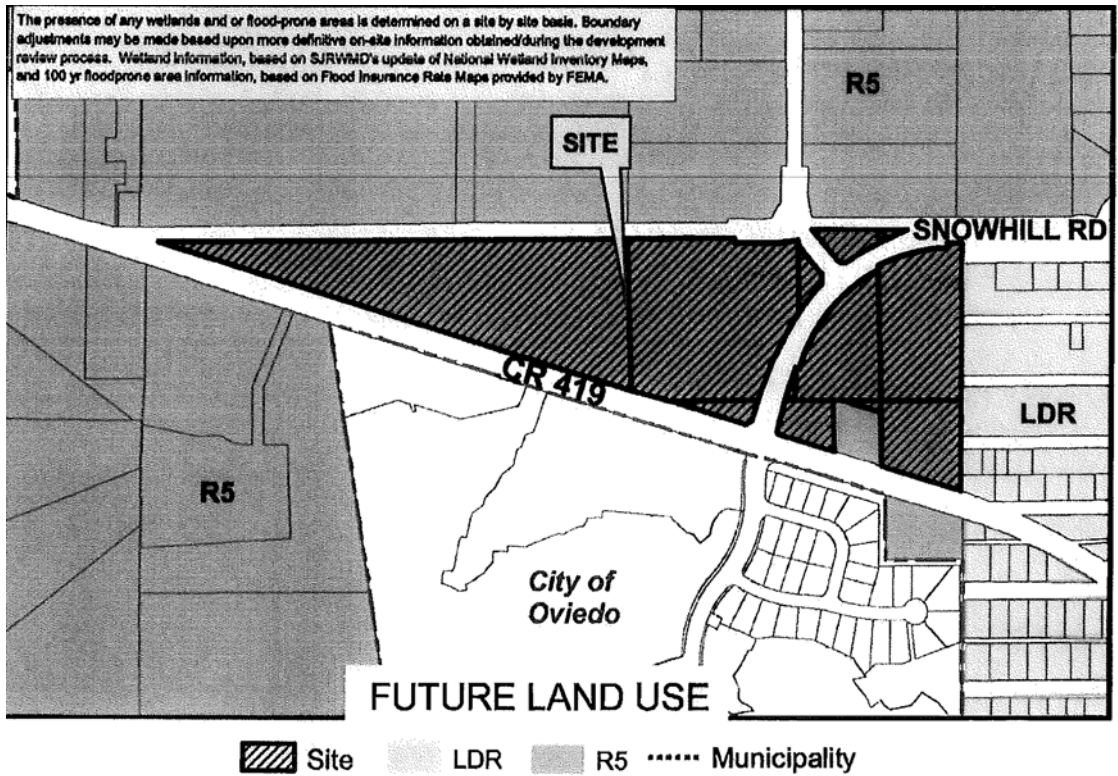 The presence of any wetlands and or flood-prone areas is determined on a site by site basis. Boundary
adjustments may be made based upon more definitive on-site information obtained/during the development
review process. Wetland information, based on SJRWMD's update of National Wetland Inventory Maps,
and 100 yr floodprone area information, based on Flood Insurance Rate Maps provided by FEMA.
R5
SITE
SNOWHILL RD
CR 419
LDR
R5
City of
Oviedo
FUTURE LAND USE
Site LDR R5 Municipality